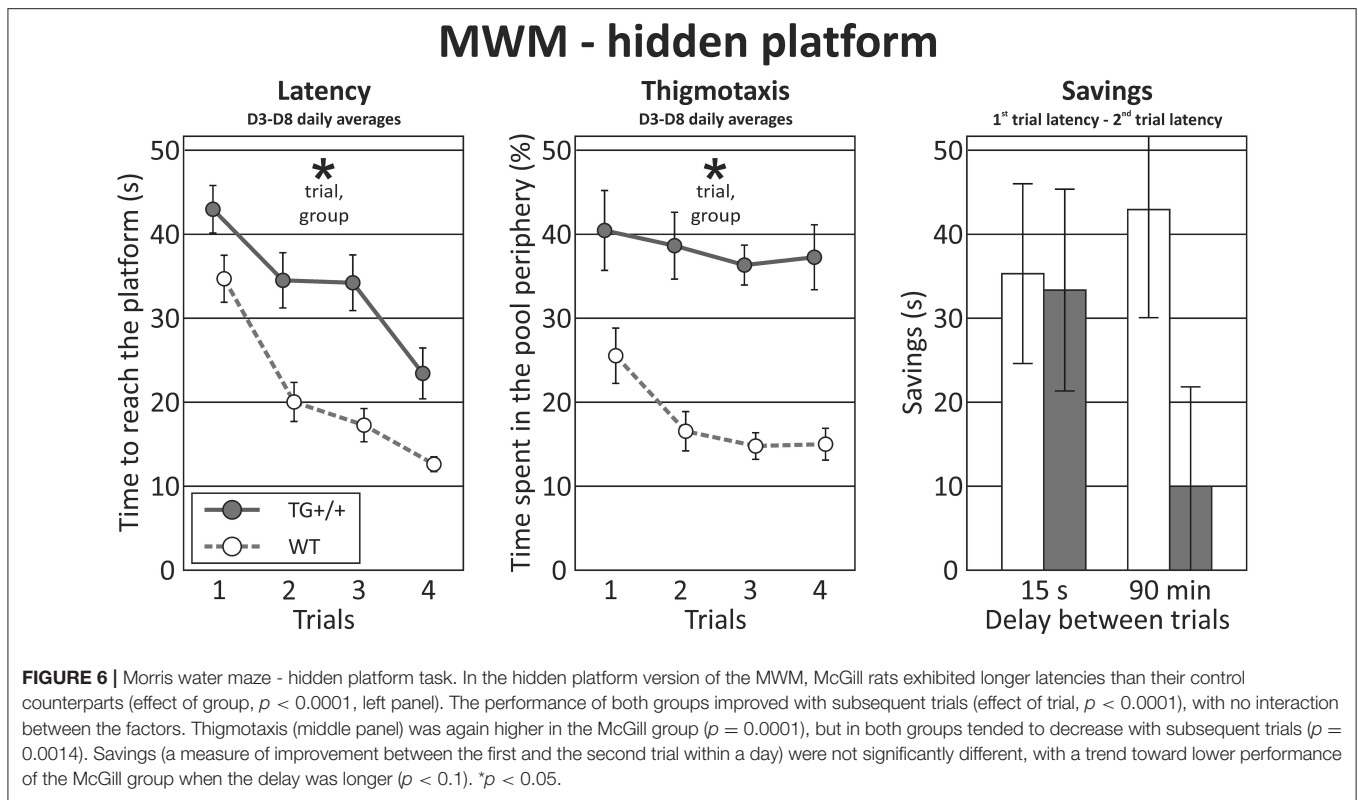 MWM - hidden platform
Latency
D3-D8 daily averages
Time to reach the platform (s)
50
40
30
20
10
0
*
trial,
group
TG+/+
WT
1 2 3 4
Trials
Thigmotaxis
D3-D8 daily averages
Time spent in the pool periphery (%)
50
40
30
20
10
0
*
trial,
group
1 2 3 4
Trials
Savings
1st trial latency - 2nd trial latency
Savings (s)
50
40
30
20
10
0
15 s 90 min
Delay between trials
FIGURE 6 | Morris water maze - hidden platform task. In the hidden platform version of the MWM, McGill rats exhibited longer latencies than their control
counterparts (effect of group, p < 0.0001, left panel). The performance of both groups improved with subsequent trials (effect of trial, p < 0.0001), with no interaction
between the factors. Thigmotaxis (middle panel) was again higher in the McGill group (p = 0.0001), but in both groups tended to decrease with subsequent trials (p =
0.0014). Savings (a measure of improvement between the first and the second trial within a day) were not significantly different, with a trend toward lower performance
of the McGill group when the delay was longer (p < 0.1). *p < 0.05.